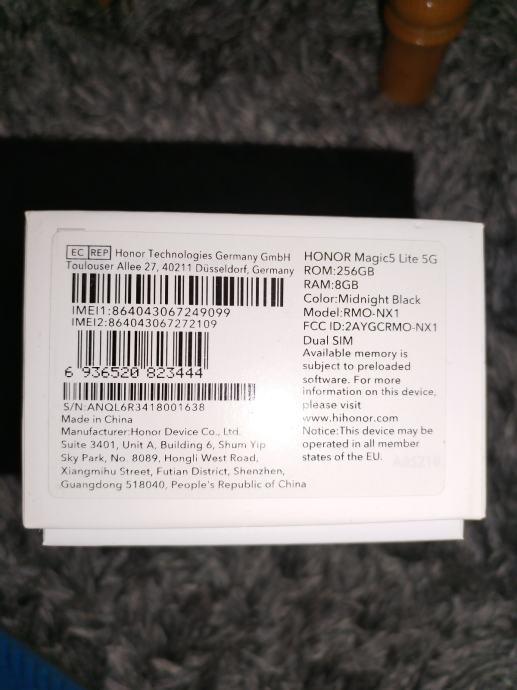 EC REP Honor Technologies Germany GmbH
Toulouser Allee 27, 40211 Düsseldorf, Germany
IMEI1:864043067249099
IMEI2:864043067272109
6 936520 823444
S/N:ANQL6R3418001638
Made in China
Manufacturer:Honor Device Co., Ltd.
Suite 3401, Unit A, Building 6, Shum Yip
Sky Park, No. 8089, Hongli West Road,
Xiangmihu Street, Futian District, Shenzhen,
Guangdong 518040, People's Republic of China
HONOR Magic5 Lite 5G
ROM:256GB
RAM:8GB
Color:Midnight Black
Model:RMO-NX1
FCC ID:2AYGCRMO-NX1
Dual SIM
Available memory is
subject to preloaded
software. For more
information on this device,
please visit
www.hihonor.com
Notice:This device may be
operated in all member
states of the EU.